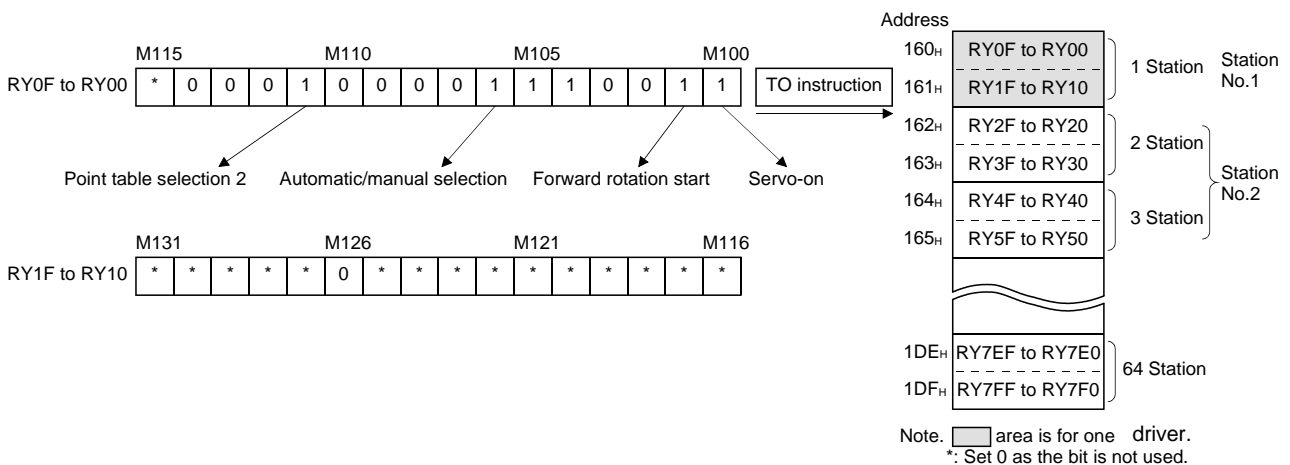 Address
M115 M110 M105 M100
RY0F to RY00 * 0 0 0 1 0 0 0 0 1 1 1 0 0 1 1 TO instruction
Point table selection 2 Automatic/manual selection Forward rotation start Servo-on
M131 M126 M121 M116
RY1F to RY10 * * * * * 0 * * * * * * * * * *
160H RY0F to RY00
161H RY1F to RY10
1 Station Station No.1
162H RY2F to RY20
163H RY3F to RY30
2 Station
164H RY4F to RY40
165H RY5F to RY50
3 Station
Station No.2
1DEH RY7EF to RY7E0
1DFH RY7FF to RY7F0
64 Station
Note. area is for one driver.
*: Set 0 as the bit is not used.